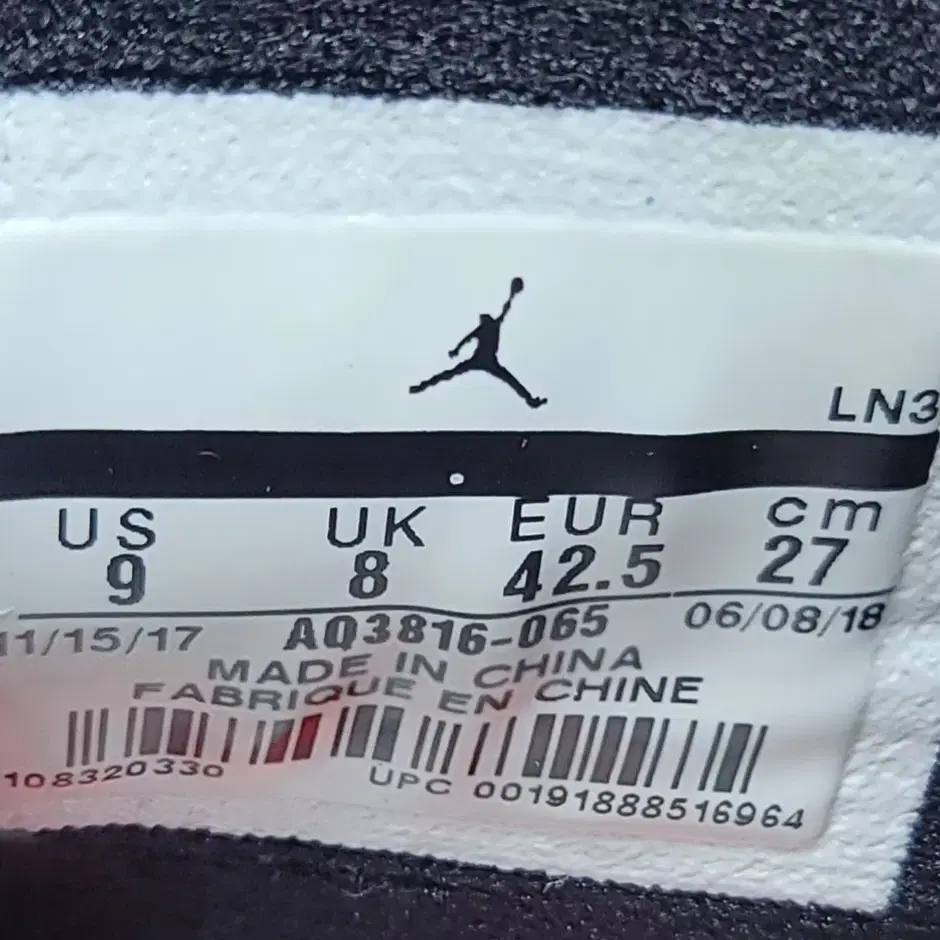 LN3
US UK EUR cm
9 8 42.5 27
11/15/17 AQ3816-065 06/08/18
MADE IN CHINA
FABRIQUE EN CHINE
108320330 UPC 00191888516964